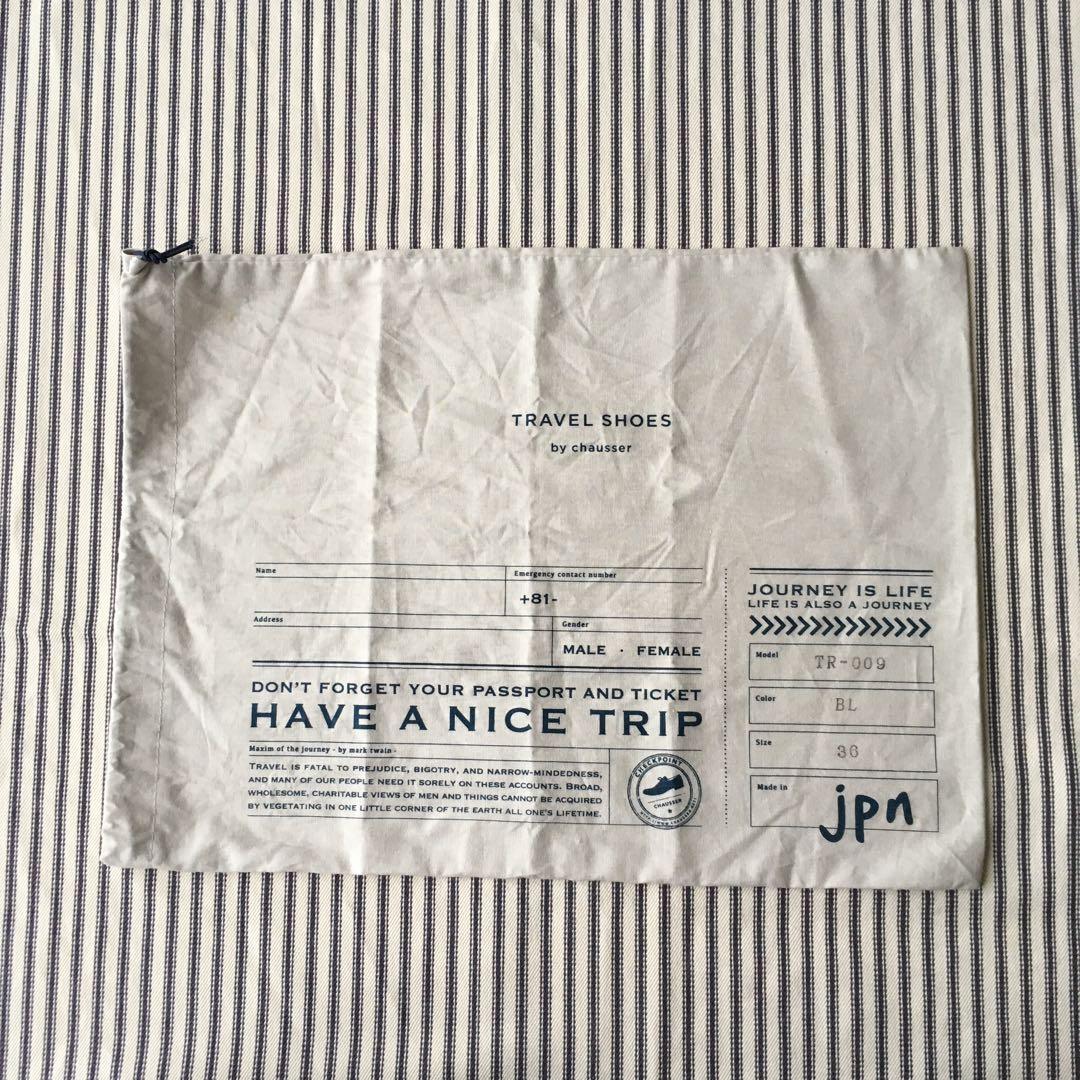 TRAVEL SHOES
by chausser
Name
Emergency contact number
+81-
Address
Gender
MALE · FEMALE
DON'T FORGET YOUR PASSPORT AND TICKET
HAVE A NICE TRIP
Maxim of the journey - by mark twain -
TRAVEL IS FATAL TO PREJUDICE, BIGOTRY, AND NARROW-MINDEDNESS,
AND MANY OF OUR PEOPLE NEED IT SORELY ON THESE ACCOUNTS. BROAD,
WHOLESOME, CHARITABLE VIEWS OF MEN AND THINGS CANNOT BE ACQUIRED
BY VEGETATING IN ONE LITTLE CORNER OF THE EARTH ALL ONE'S LIFETIME.
CHECKPOINT
CHAUSSER
JOURNEY IS LIFE
LIFE IS ALSO A JOURNEY
Model
TR-009
Color
BL
Size
36
Made in
jpn